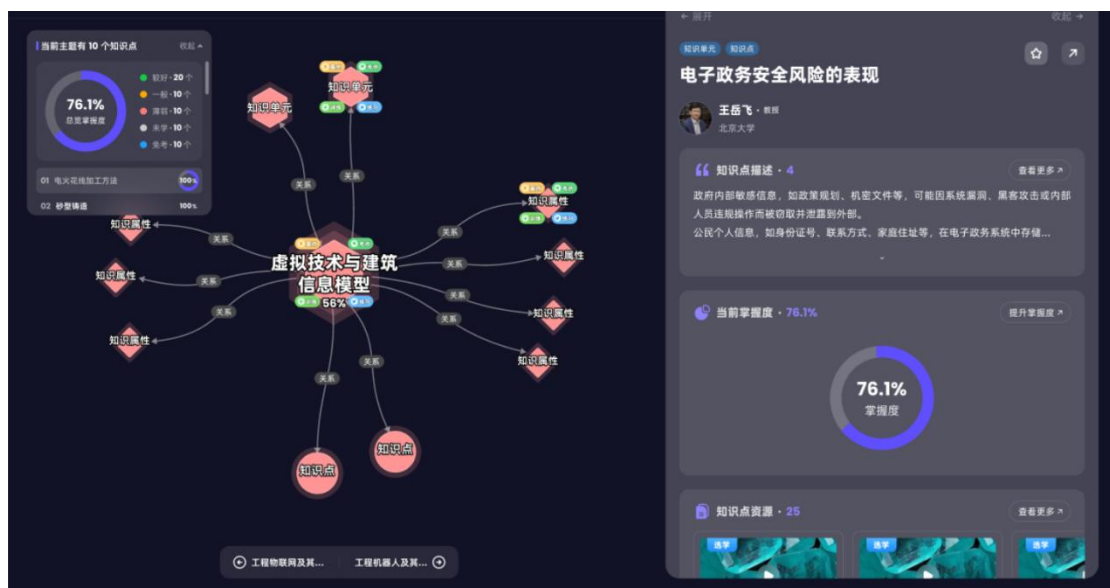 当前主题有 10 个知识点
收起
76.1%
总览掌握度
较好·20个
一般·10个
薄弱·10个
未学·10个
免考·10个
01 电火花线加工方法 100%
02 砂型铸造 100%
知识单元
知识单元
关系
关系
知识属性
知识属性
知识属性
关系
关系
关系
虚拟技术与建筑
信息模型
56%
关系
关系
关系
关系
知识属性
知识属性
知识属性
知识属性
关系
关系
知识点
知识点
工程物联网及其...
工程机器人及其...
展开
收起
知识单元
知识点
电子政务安全风险的表现
王岳飞·教授
北京大学
知识点描述·4
查看更多
政府内部敏感信息，如政策规划、机密文件等，可能因系统漏洞、黑客攻击或内部
人员违规操作而被窃取并泄露到外部。
公民个人信息，如身份证号、联系方式、家庭住址等，在电子政务系统中存储...
当前掌握度·76.1%
提升掌握度
76.1%
掌握度
知识点资源·25
查看更多
选学
选学
选学